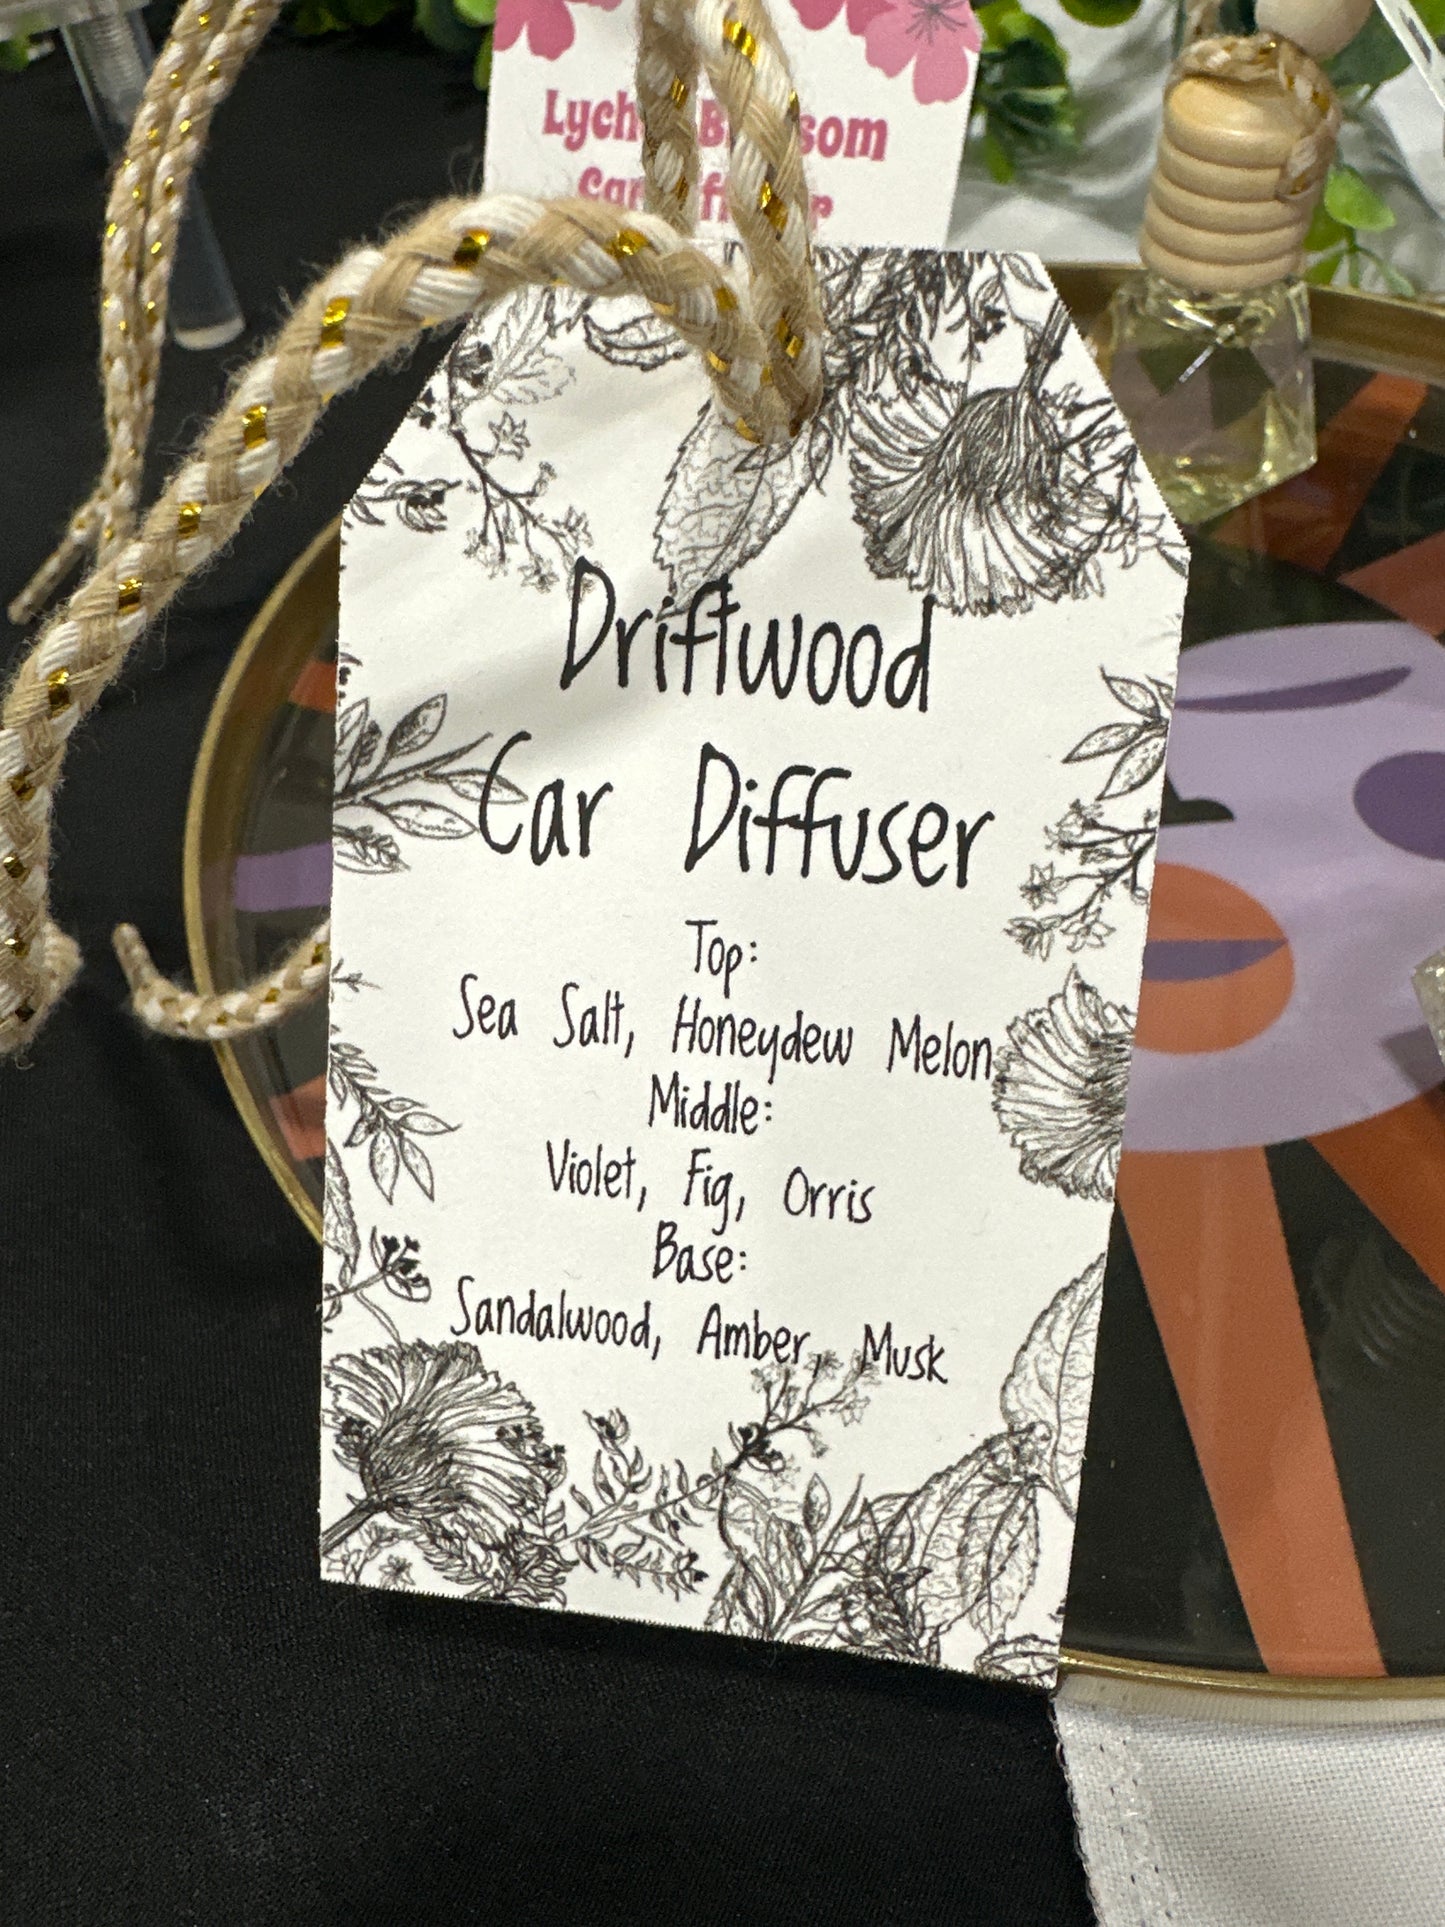 Driftwood
Car Diffuser
Top:
Sea Salt, Honeydew Melon
Middle:
Violet, Fig, Orris
Base:
Sandalwood, Amber, Musk